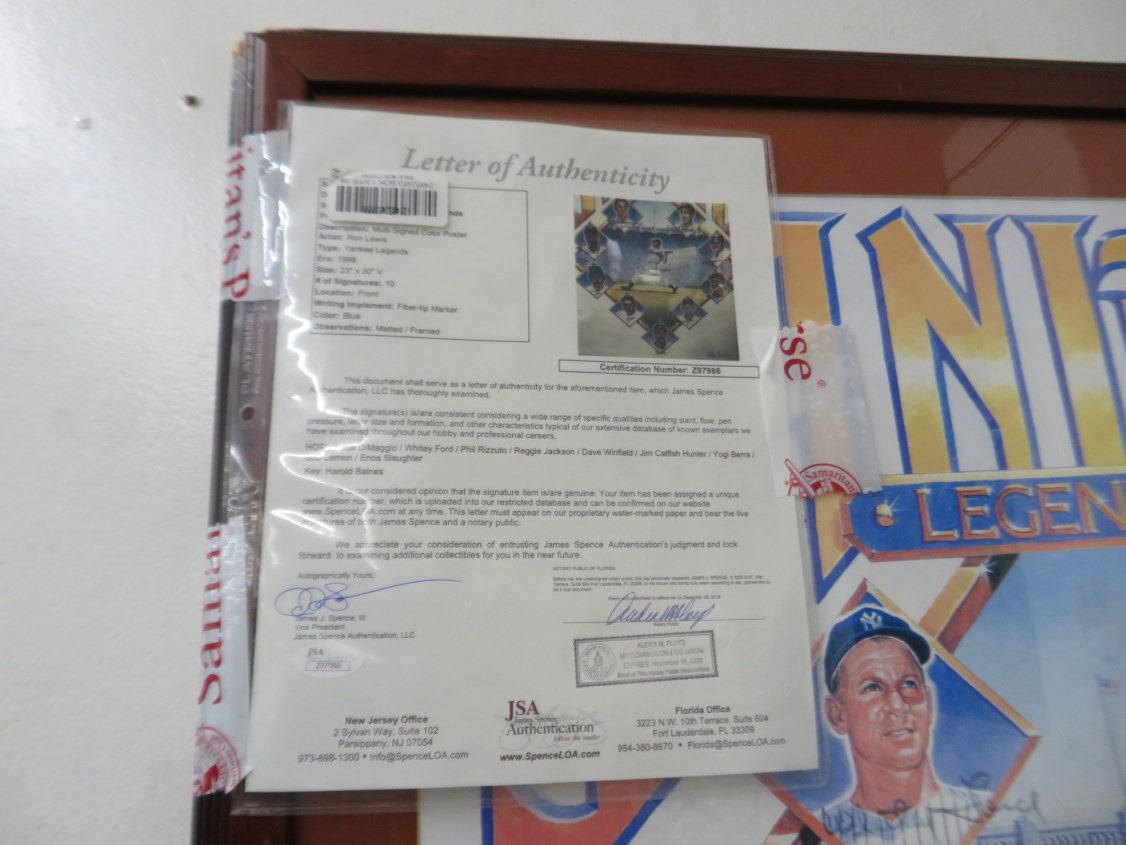 Letter of Authenticity
Description: Multi Signed Color Poster
Artist: Ron Lewis
Type: Yankee Legends
Era: 1998
Size: 23" x 30" V
# of Signatures: 10
Location: Front
Writing Implement: Fiber-tip Marker
Color: Blue
Observations: Matted / Framed
Certification Number: Z97986
This document shall serve as a letter of authenticity for the aforementioned item, which James Spence
Authentication, LLC has thoroughly examined.
The signature(s) is/are consistent considering a wide range of specific qualities including slant, flow, pen
pressure, letter size and formation, and other characteristics typical of our extensive database of known exemplars we
have examined throughout our hobby and professional careers.
DiMaggio / Whitey Ford / Phil Rizzuto / Reggie Jackson / Dave Winfield / Jim Catfish Hunter / Yogi Berra /
Lemon / Enos Slaughter
Key: Harold Baines
It is our considered opinion that the signature item is/are genuine. Your item has been assigned a unique
certification number, which is uploaded into our restricted database and can be confirmed on our website
www.SpenceLOA.com at any time. This letter must appear on our proprietary water-marked paper and bear the live
of both James Spence and a notary public.
We appreciate your consideration of entrusting James Spence Authentication's judgment and look
forward to examining additional collectibles for you in the near future.
Autographically Yours,
James J. Spence, III
Vice President
James Spence Authentication, LLC
JSA
Z97986
NOTARY PUBLIC OF FLORIDA
Notary Public
AUDRA M. FLOYD
New Jersey Office
2 Sylvan Way, Suite 102
Parsippany, NJ 07054
973-898-1360 • Info@SpenceLOA.com
JSA
James Spence
Authentication
follow the leader
www.SpenceLOA.com
Florida Office
3223 N.W. 10th Terrace, Suite 604
Fort Lauderdale, FL 33309
954-380-8670 • Florida@SpenceLOA.com
itan's P
Samari
rse ®
Samaritan
NI
LEGEN
NY